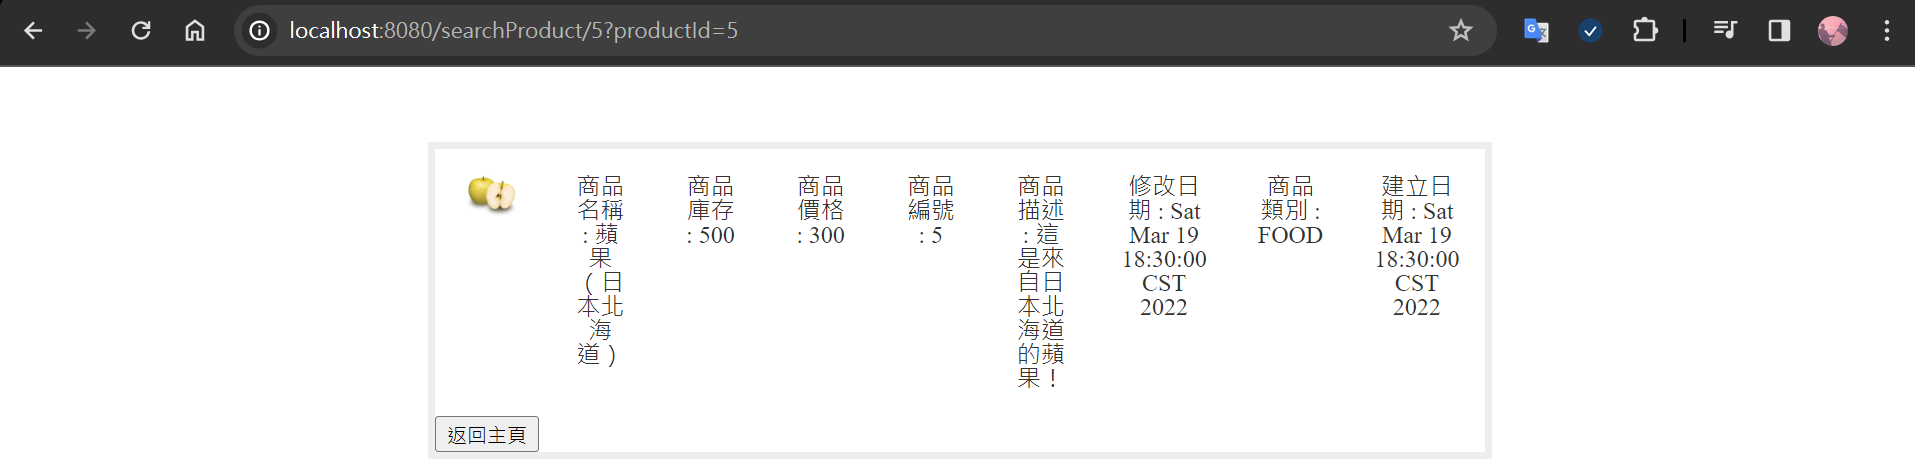 localhost:8080/searchProduct/5?productId=5
商品
名稱
: 蘋
果
（日
本北
海
道）
商品
庫存
: 500
商品
價格
: 300
商品
編號
: 5
商品
描述
: 這
是來
自日
本北
海道
的蘋
果！
修改日
期 : Sat
Mar 19
18:30:00
CST
2022
商品
類別 :
FOOD
建立日
期 : Sat
Mar 19
18:30:00
CST
2022
返回主頁